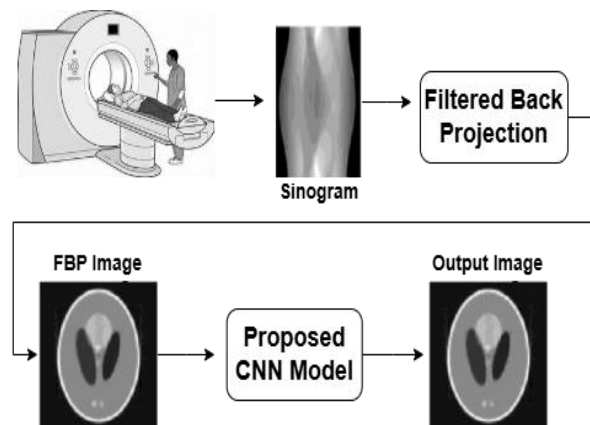 Filtered Back
Projection
Sinogram
FBP Image
Output Image
Proposed
CNN Model